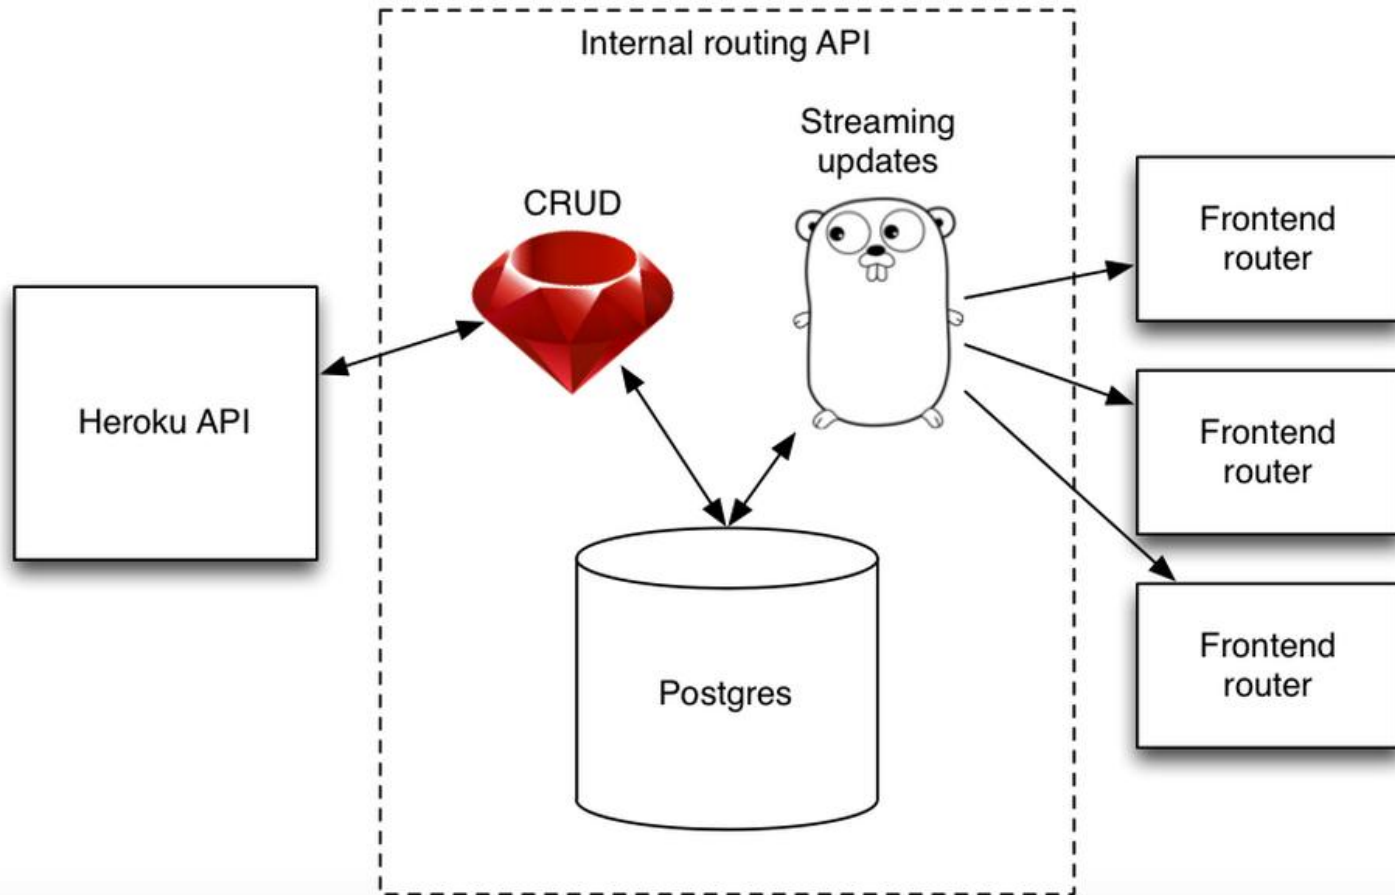 Internal routing API
Streaming
updates
CRUD
Heroku API
Postgres
Frontend
router
Frontend
router
Frontend
router